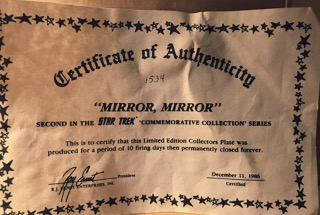 Certificate of Authenticity
1534
"MIRROR, MIRROR"
SECOND IN THE STAR TREK "COMMEMORATIVE COLLECTION" SERIES
This is to certify that this Limited Edition Collectors Plate was
produced for a period of 10 firing days then permanently closed forever.
President
ENTERPRISES, INC.
December 11, 1986
Certified